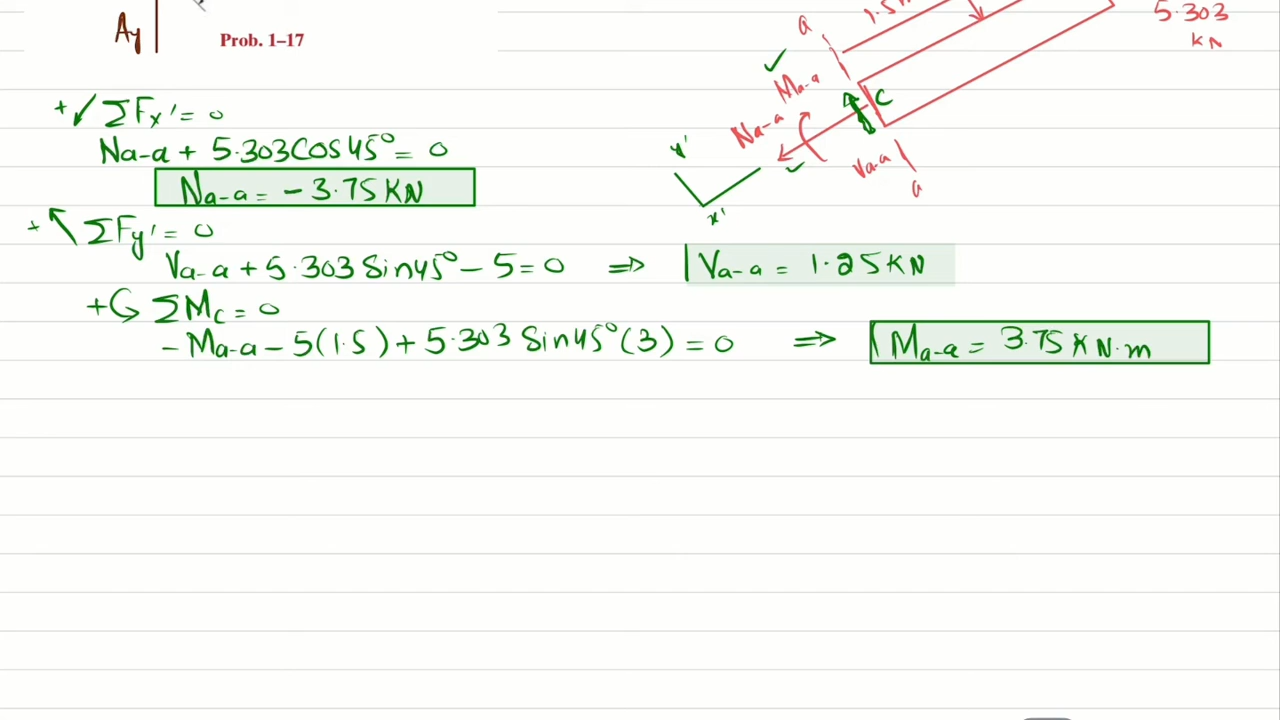 Ay
Prob. 1–17
1.5
5.303
KN
a
Ma-a
Na-a
C
Va-a
a
y'
x'
+↙ ΣFx' = 0
Na-a + 5.303 COS 45° = 0
Na-a = - 3.75 KN
+↖ ΣFy' = 0
Va-a + 5.303 Sin 45° - 5 = 0 ⇒ Va-a = 1.25 KN
+↺ ΣMc = 0
- Ma-a - 5(1.5) + 5.303 Sin 45° (3) = 0 ⇒ Ma-a = 3.75 KN.m